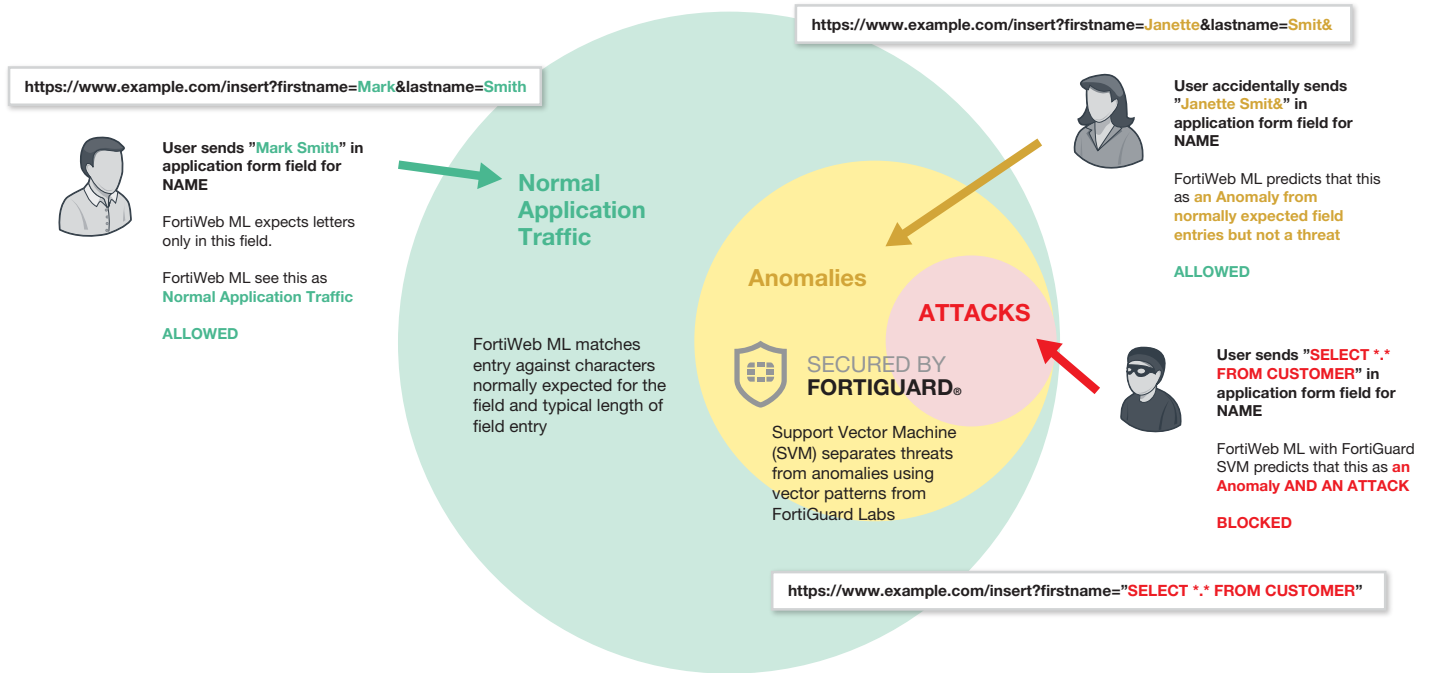 https://www.example.com/insert?firstname=Janette&lastname=Smit&
https://www.example.com/insert?firstname=Mark&lastname=Smith
User sends ”Mark Smith” in
application form field for
NAME
FortiWeb ML expects letters
only in this field.
FortiWeb ML see this as
Normal Application Traffic
ALLOWED
Normal
Application
Traffic
FortiWeb ML matches
entry against characters
normally expected for the
field and typical length of
field entry
Anomalies
ATTACKS
SECURED BY
FORTIGUARD®
Support Vector Machine
(SVM) separates threats
from anomalies using
vector patterns from
FortiGuard Labs
User accidentally sends
”Janette Smit&” in
application form field for
NAME
FortiWeb ML predicts that this
as an Anomaly from
normally expected field
entries but not a threat
ALLOWED
User sends ”SELECT *.*
FROM CUSTOMER” in
application form field for
NAME
FortiWeb ML with FortiGuard
SVM predicts that this as an
Anomaly AND AN ATTACK
BLOCKED
https://www.example.com/insert?firstname=”SELECT *.* FROM CUSTOMER”